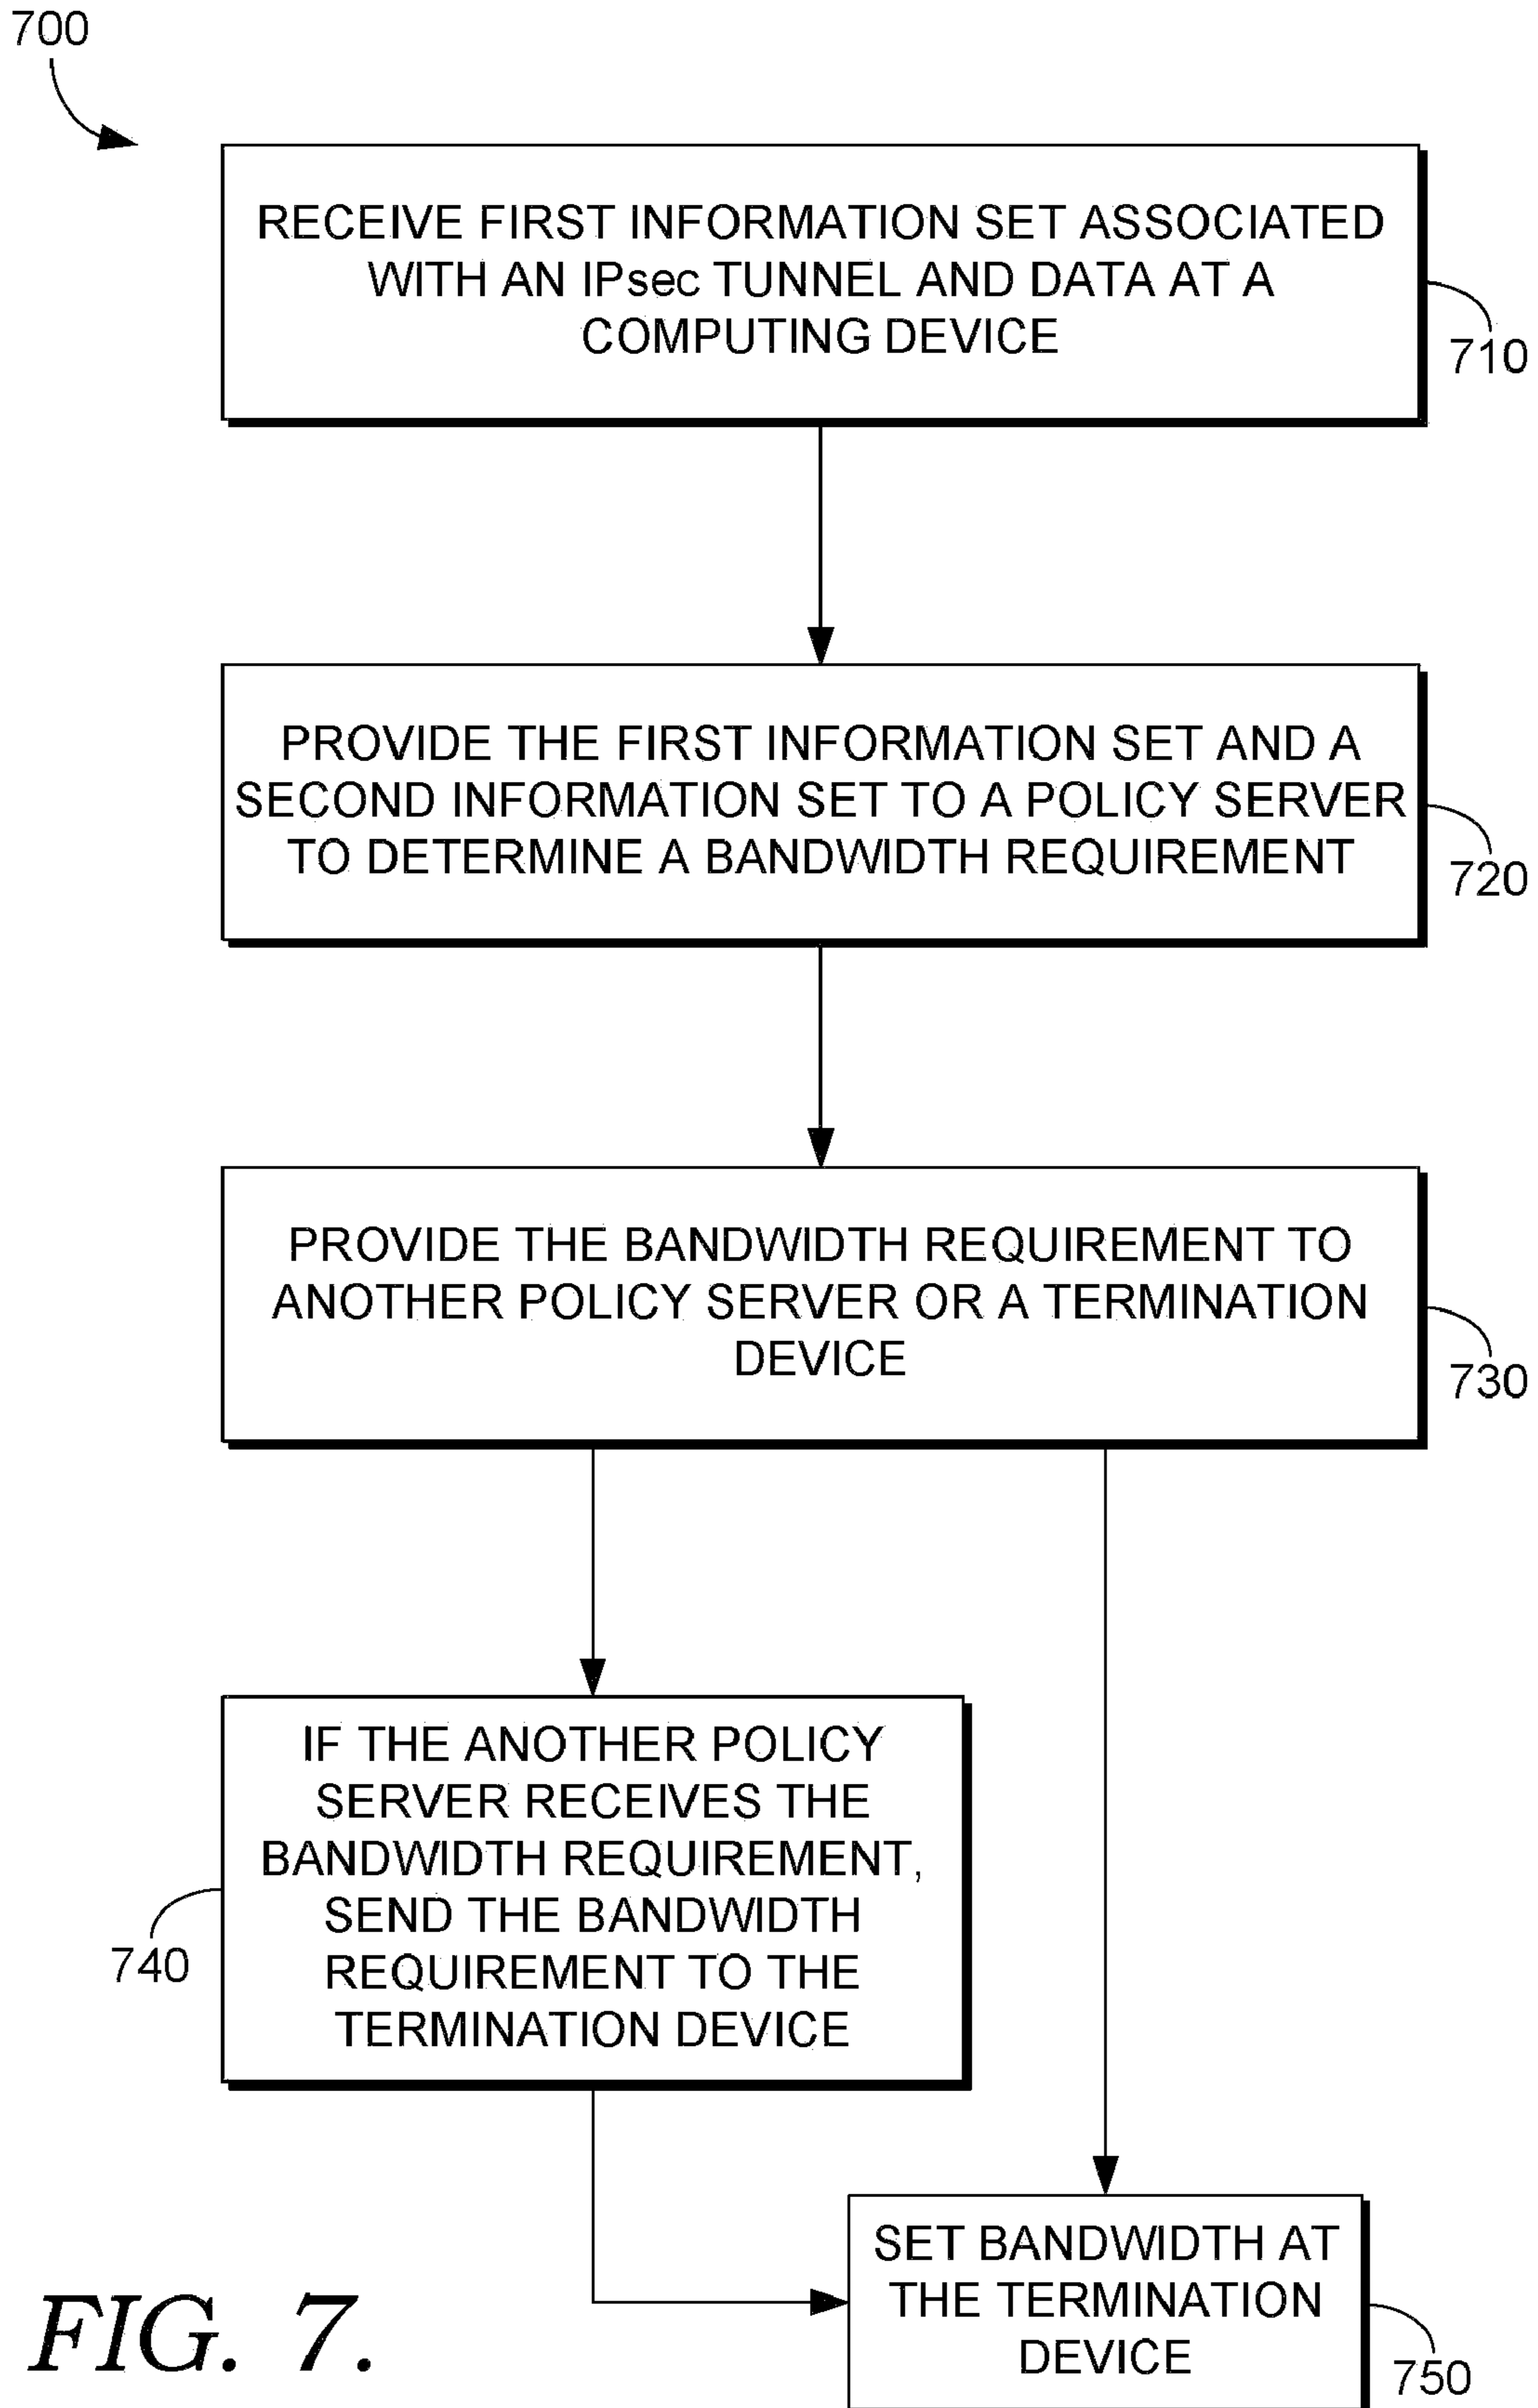 700
RECEIVE FIRST INFORMATION SET ASSOCIATED
WITH AN IPsec TUNNEL AND DATA AT A
COMPUTING DEVICE
710
PROVIDE THE FIRST INFORMATION SET AND A
SECOND INFORMATION SET TO A POLICY SERVER
TO DETERMINE A BANDWIDTH REQUIREMENT
720
PROVIDE THE BANDWIDTH REQUIREMENT TO
ANOTHER POLICY SERVER OR A TERMINATION
DEVICE
730
IF THE ANOTHER POLICY
SERVER RECEIVES THE
BANDWIDTH REQUIREMENT,
SEND THE BANDWIDTH
REQUIREMENT TO THE
TERMINATION DEVICE
740
SET BANDWIDTH AT
THE TERMINATION
DEVICE
750
FIG. 7.